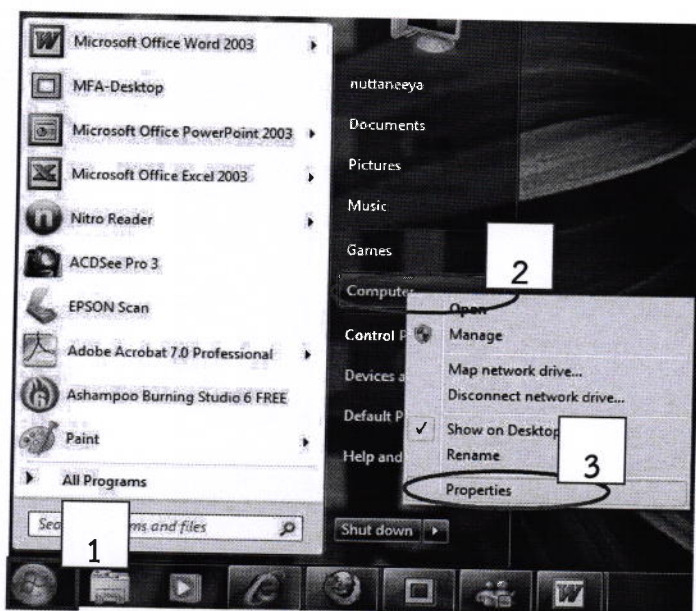 Microsoft Office Word 2003
MFA-Desktop
Microsoft Office PowerPoint 2003
Microsoft Office Excel 2003
Nitro Reader
ACDSee Pro 3
EPSON Scan
Adobe Acrobat 7.0 Professional
Ashampoo Burning Studio 6 FREE
Paint
All Programs
and files
1
nuttaneeya
Documents
Pictures
Music
Games
Computer
Control
Devices
Default
Help and
Shut down
2
Open
Manage
Map network drive...
Disconnect network drive...
Show on Desktop
Rename
3
Properties